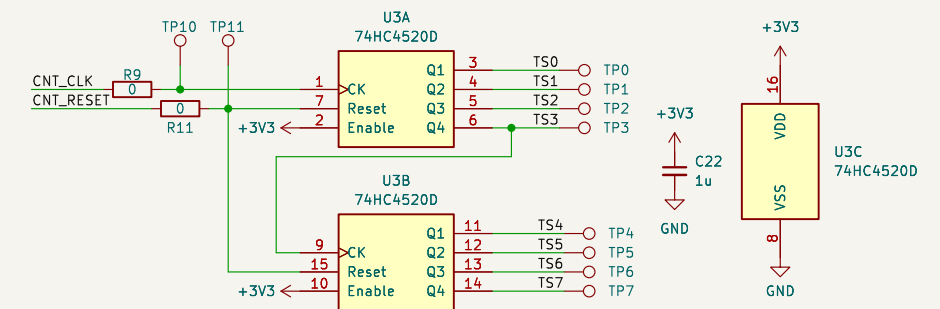 TP10 TP11
U3A
74HC4520D
+3V3
CNT_CLK R9 0 1 CK Q1 3 TS0 TP0
Q2 4 TS1 TP1
CNT_RESET 0 7 Reset Q3 5 TS2 TP2
R11 +3V3 2 Enable Q4 6 TS3 TP3
16
VDD
+3V3
C22
1u
GND
U3C
74HC4520D
VSS
8
GND
U3B
74HC4520D
Q1 11 TS4 TP4
9 CK Q2 12 TS5 TP5
15 Reset Q3 13 TS6 TP6
+3V3 10 Enable Q4 14 TS7 TP7